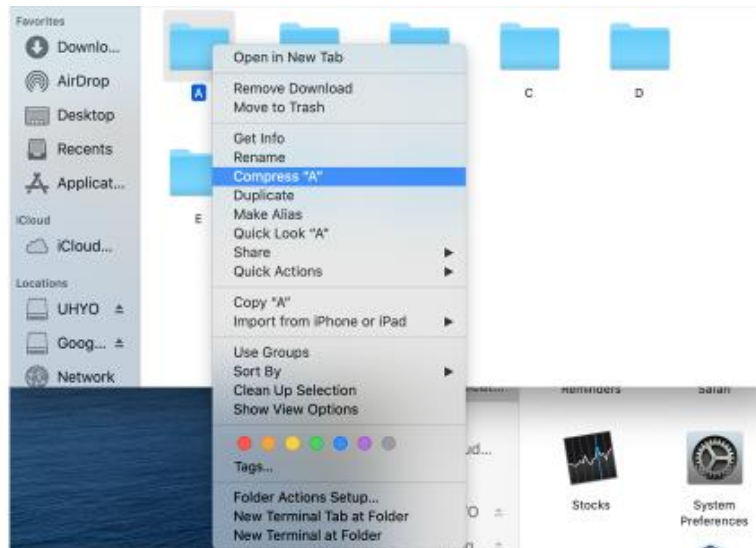 Favorites
Downlo...
AirDrop
Desktop
Recents
Applicat...
iCloud
iCloud...
Locations
UHYO
Goog...
Network
A
C
D
E
Open in New Tab
Remove Download
Move to Trash
Get Info
Rename
Compress "A"
Duplicate
Make Alias
Quick Look "A"
Share
Quick Actions
Copy "A"
Import from iPhone or iPad
Use Groups
Sort By
Clean Up Selection
Show View Options
Tags...
Folder Actions Setup...
New Terminal Tab at Folder
New Terminal at Folder
Reminders
Safari
Stocks
System
Preferences